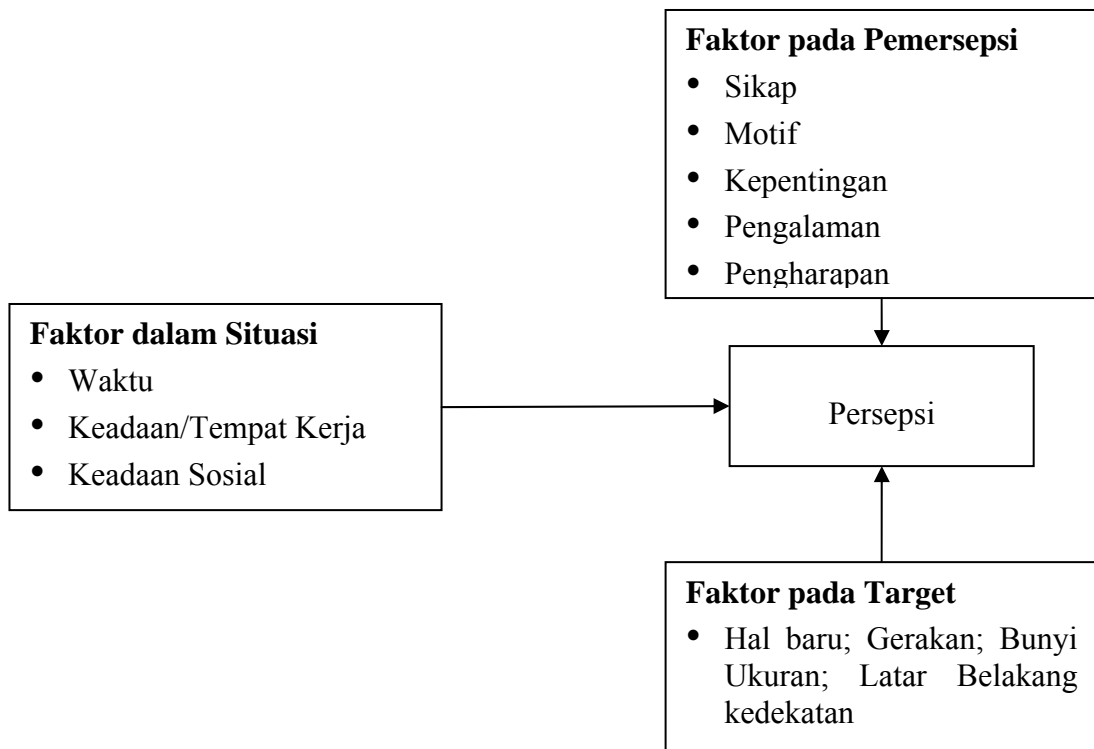 Faktor pada Pemersepsi
• Sikap
• Motif
• Kepentingan
• Pengalaman
• Pengharapan
Faktor dalam Situasi
• Waktu
• Keadaan/Tempat Kerja
• Keadaan Sosial
Persepsi
Faktor pada Target
• Hal baru; Gerakan; Bunyi
Ukuran; Latar Belakang
kedekatan